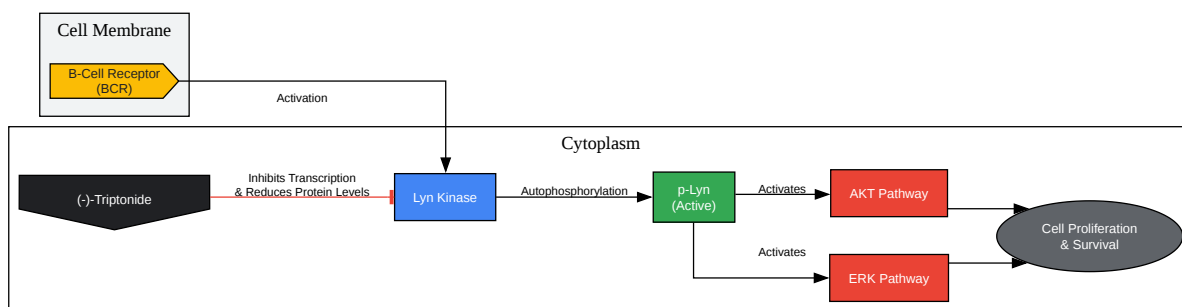 Cell Membrane
B-Cell Receptor
(BCR)
Activation
Cytoplasm
(-)-Triptonide
Inhibits Transcription
& Reduces Protein Levels
Lyn Kinase
Autophosphorylation
p-Lyn
(Active)
Activates
AKT Pathway
Activates
ERK Pathway
Cell Proliferation
& Survival